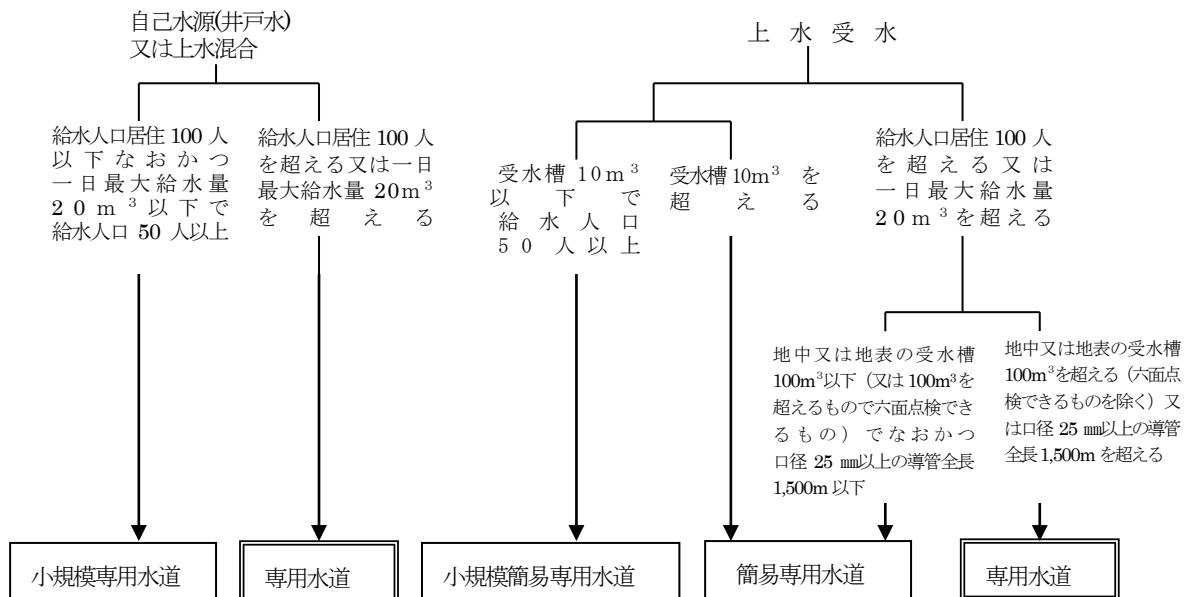 自己水源(井戸水)
又は上水混合
上水受水
給水人口居住 100 人
以下なおかつ
一日最大給水量
20m³以下で
給水人口 50 人以上
給水人口居住 100 人
を超える又は一日
最大給水量 20m³
を超える
受水槽 10m³
以下で
給水人口
50 人以上
受水槽 10m³ を
超える
給水人口居住 100 人
を超える又は
一日最大給水量
20m³を超える
地中又は地表の受水槽
100m³以下（又は 100m³を
超えるもので六面点検でき
るもの）でなおかつ
口径 25 ㎜以上の導管全長
1,500m 以下
地中又は地表の受水槽
100m³を超える（六面点
検できるものを除く）又
は口径 25 ㎜以上の導管
全長 1,500m を超える
小規模専用水道
専用水道
小規模簡易専用水道
簡易専用水道
専用水道